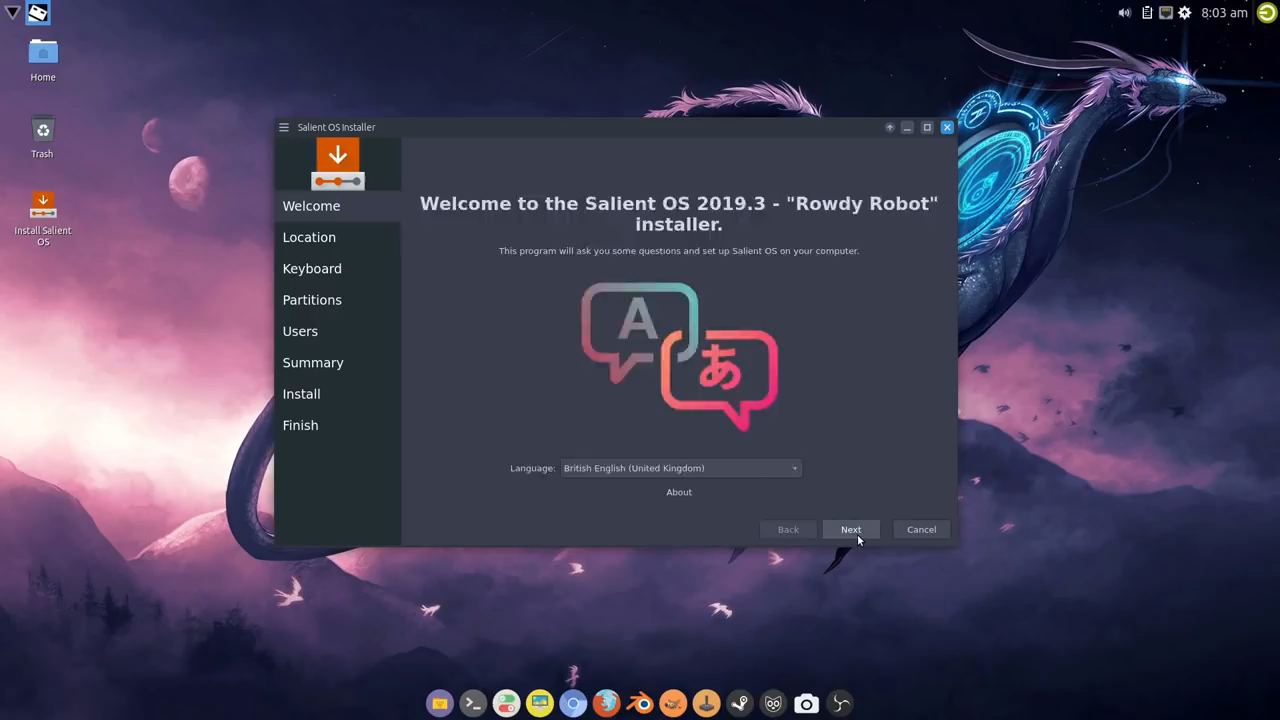 8:03 am
Home
Trash
Install Salient
OS
Salient OS Installer
Welcome
Location
Keyboard
Partitions
Users
Summary
Install
Finish
Welcome to the Salient OS 2019.3 - "Rowdy Robot"
installer.
This program will ask you some questions and set up Salient OS on your computer.
A
あ
Language: British English (United Kingdom)
About
Back Next Cancel